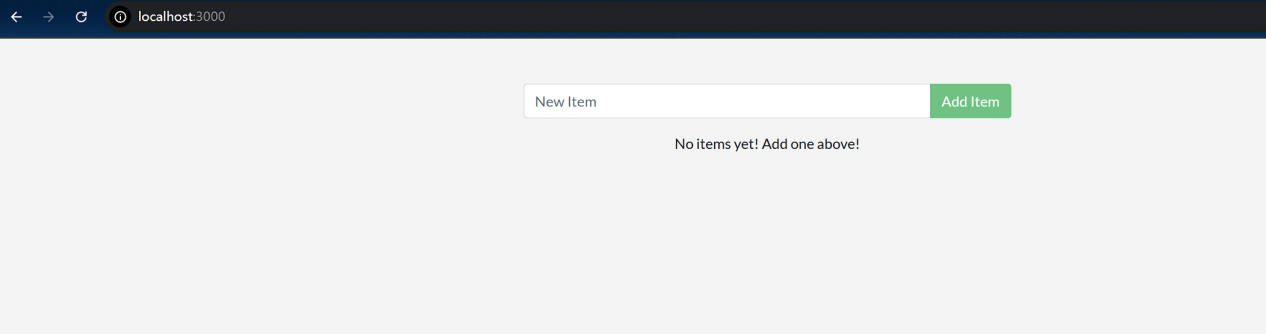 localhost:3000
New Item
Add Item
No items yet! Add one above!